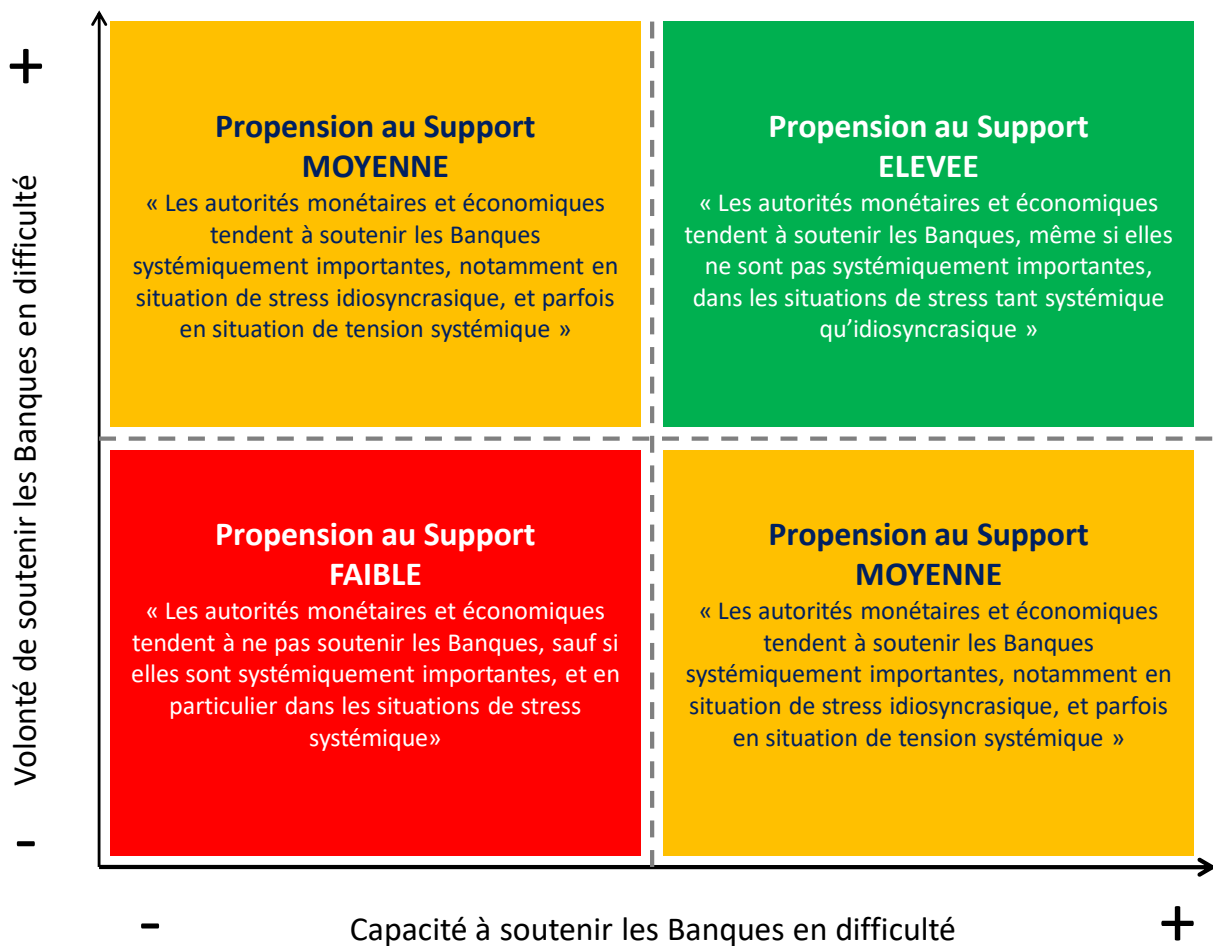 +
Volonté de soutenir les Banques en difficulté
-
Propension au Support
MOYENNE
« Les autorités monétaires et économiques
tendent à soutenir les Banques
systémiquement importantes, notamment en
situation de stress idiosyncrasique, et parfois
en situation de tension systémique »
Propension au Support
ELEVEE
« Les autorités monétaires et économiques
tendent à soutenir les Banques, même si elles
ne sont pas systémiquement importantes,
dans les situations de stress tant systémique
qu’idiosyncrasique »
Propension au Support
FAIBLE
« Les autorités monétaires et économiques
tendent à ne pas soutenir les Banques, sauf si
elles sont systémiquement importantes, et en
particulier dans les situations de stress
systémique»
Propension au Support
MOYENNE
« Les autorités monétaires et économiques
tendent à soutenir les Banques
systémiquement importantes, notamment en
situation de stress idiosyncrasique, et parfois
en situation de tension systémique »
-
Capacité à soutenir les Banques en difficulté
+